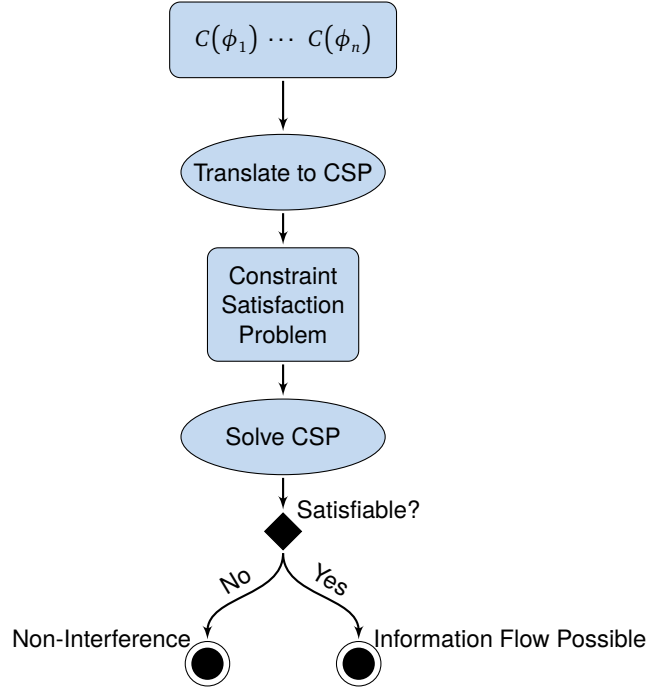 C(ϕ₁) ⋯ C(ϕₙ)
Translate to CSP
Constraint
Satisfaction
Problem
Solve CSP
Satisfiable?
No Yes
Non-Interference Information Flow Possible